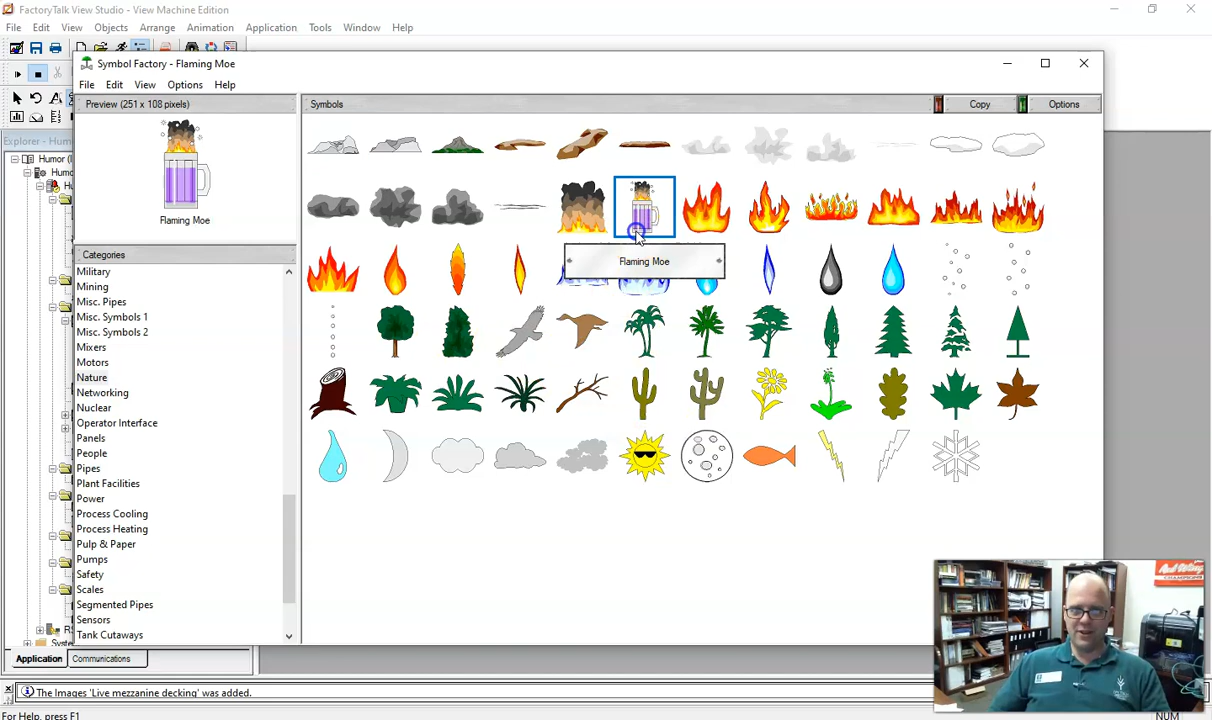 FactoryTalk View Studio - View Machine Edition
File Edit View Objects Arrange Animation Application Tools Window Help
Symbol Factory - Flaming Moe
File Edit View Options Help
Preview (251 x 108 pixels)
Symbols
Copy
Options
Flaming Moe
Flaming Moe
Explorer - Hum
Humor (
Categories
Military
Mining
Misc. Pipes
Misc. Symbols 1
Misc. Symbols 2
Mixers
Motors
Nature
Networking
Nuclear
Operator Interface
Panels
People
Pipes
Plant Facilities
Power
Process Cooling
Process Heating
Pulp & Paper
Pumps
Safety
Scales
Segmented Pipes
Sensors
Tank Cutaways
Application
Communications
The Images 'Live mezzanine decking' was added.
For Help, press F1
NUM